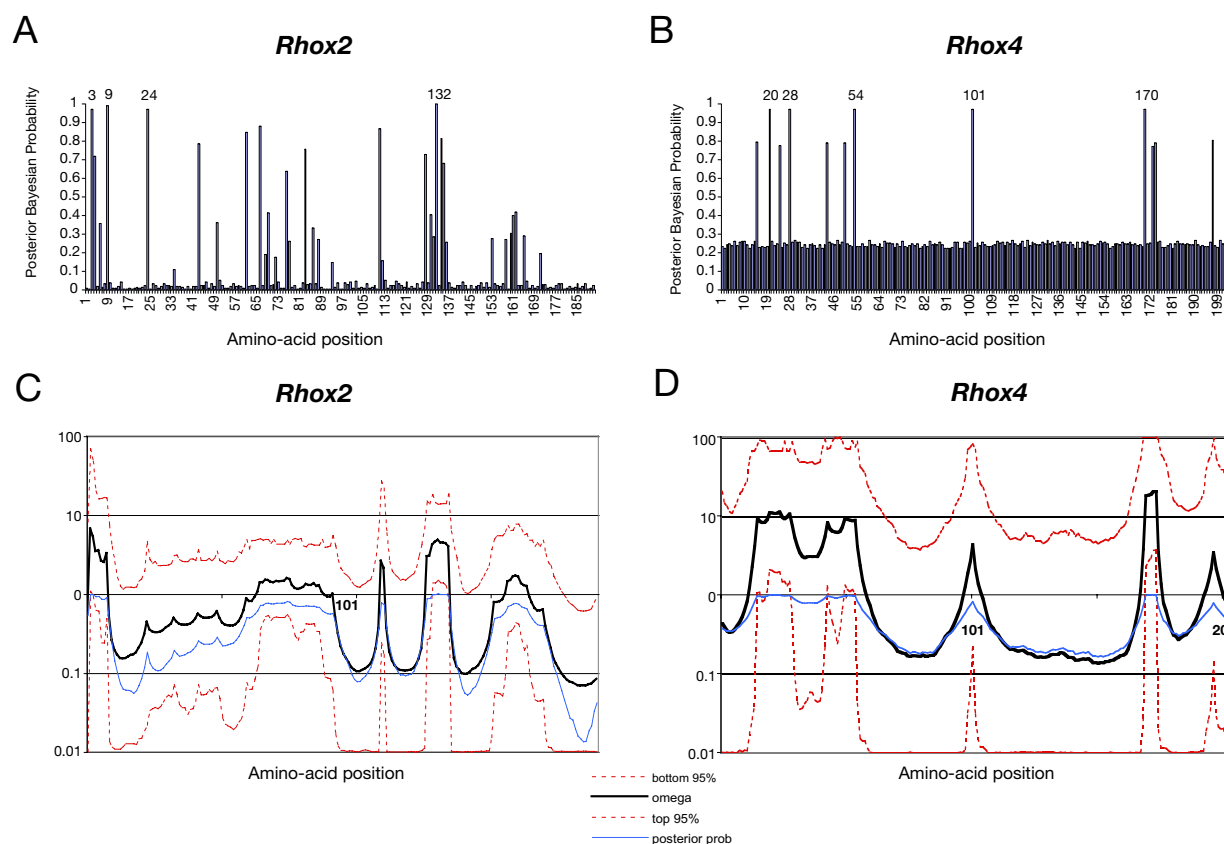 A
Rhox2
Posterior Bayesian Probability
1
0.9
0.8
0.7
0.6
0.5
0.4
0.3
0.2
0.1
0
3 9 24 132
1 9 17 25 33 41 49 57 65 73 81 89 97 105 113 121 129 137 145 153 161 169 177 185
Amino-acid position
B
Rhox4
Posterior Bayesian Probability
1
0.9
0.8
0.7
0.6
0.5
0.4
0.3
0.2
0.1
0
20 28 54 101 170
1 10 19 28 37 46 55 64 73 82 91 100 109 118 127 136 145 154 163 172 181 190 199
Amino-acid position
C
Rhox2
100
10
0
0.1
0.01
101
Amino-acid position
D
Rhox4
100
10
0
0.1
0.01
101
20
Amino-acid position
bottom 95%
omega
top 95%
posterior prob